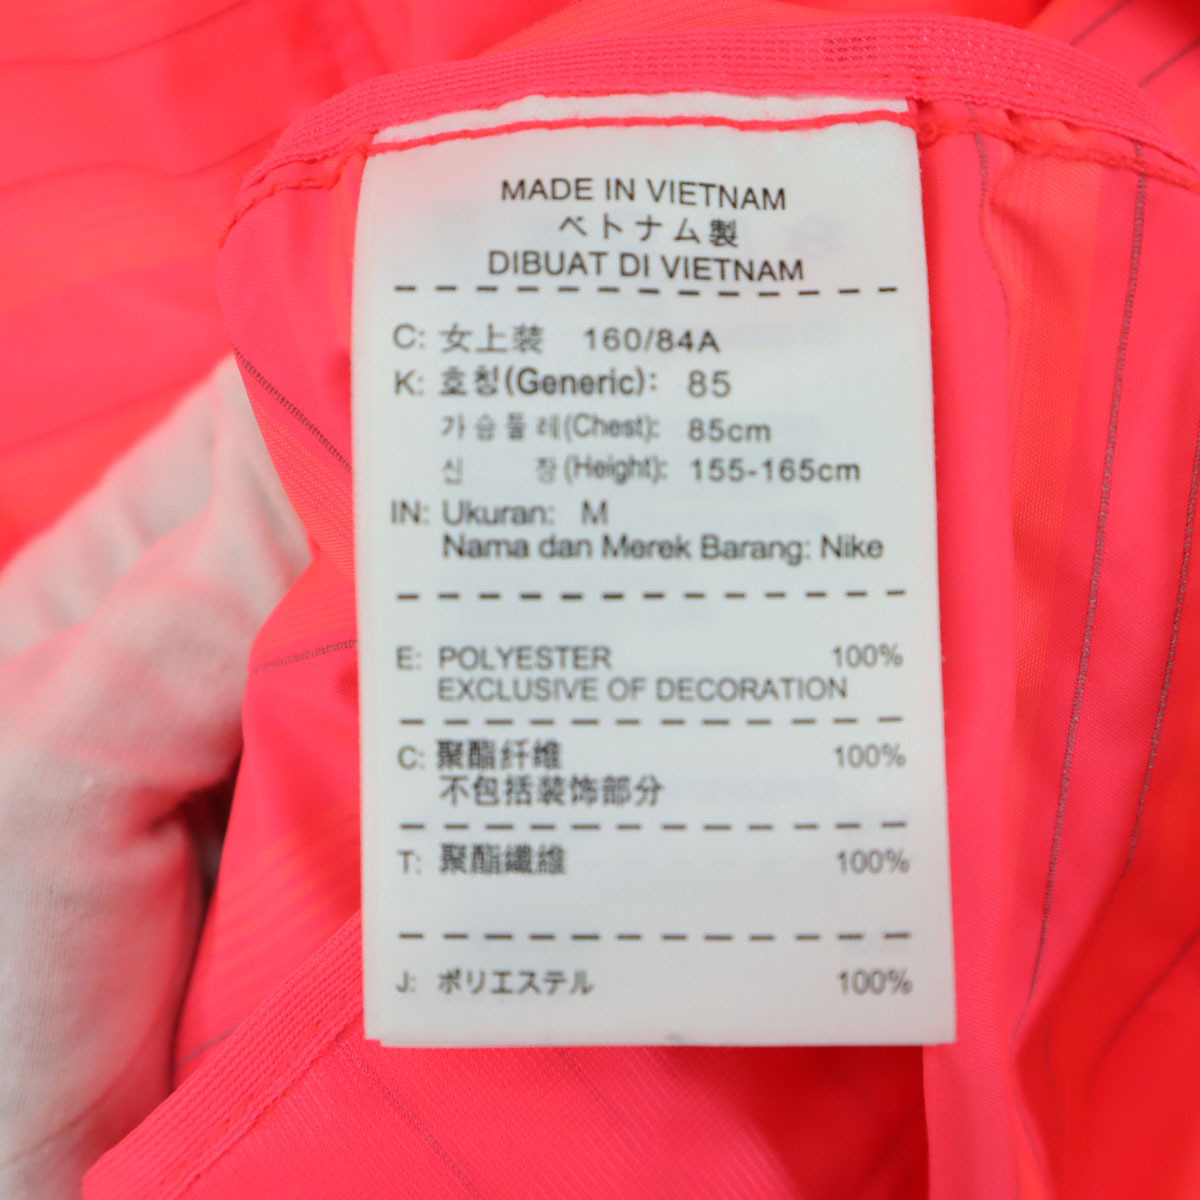 MADE IN VIETNAM
ベトナム製
DIBUAT DI VIETNAM
C: 女上装 160/84A
K: 호칭(Generic): 85
가슴둘레(Chest): 85cm
신 장(Height): 155-165cm
IN: Ukuran: M
Nama dan Merek Barang: Nike
E: POLYESTER 100%
EXCLUSIVE OF DECORATION
C: 聚酯纤维 100%
不包括装饰部分
T: 聚酯纖維 100%
J: ポリエステル 100%